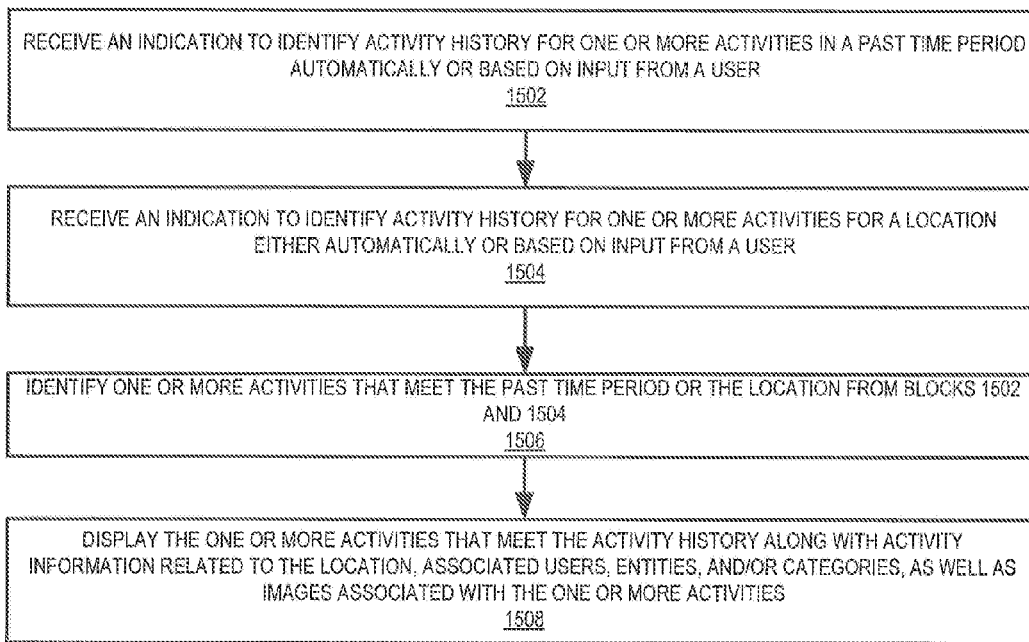 RECEIVE AN INDICATION TO IDENTIFY ACTIVITY HISTORY FOR ONE OR MORE ACTIVITIES IN A PAST TIME PERIOD
AUTOMATICALLY OR BASED ON INPUT FROM A USER
1502
RECEIVE AN INDICATION TO IDENTIFY ACTIVITY HISTORY FOR ONE OR MORE ACTIVITIES FOR A LOCATION
EITHER AUTOMATICALLY OR BASED ON INPUT FROM A USER
1504
IDENTIFY ONE OR MORE ACTIVITIES THAT MEET THE PAST TIME PERIOD OR THE LOCATION FROM BLOCKS 1502
AND 1504
1506
DISPLAY THE ONE OR MORE ACTIVITIES THAT MEET THE ACTIVITY HISTORY ALONG WITH ACTIVITY
INFORMATION RELATED TO THE LOCATION, ASSOCIATED USERS, ENTITIES, AND/OR CATEGORIES, AS WELL AS
IMAGES ASSOCIATED WITH THE ONE OR MORE ACTIVITIES
1508